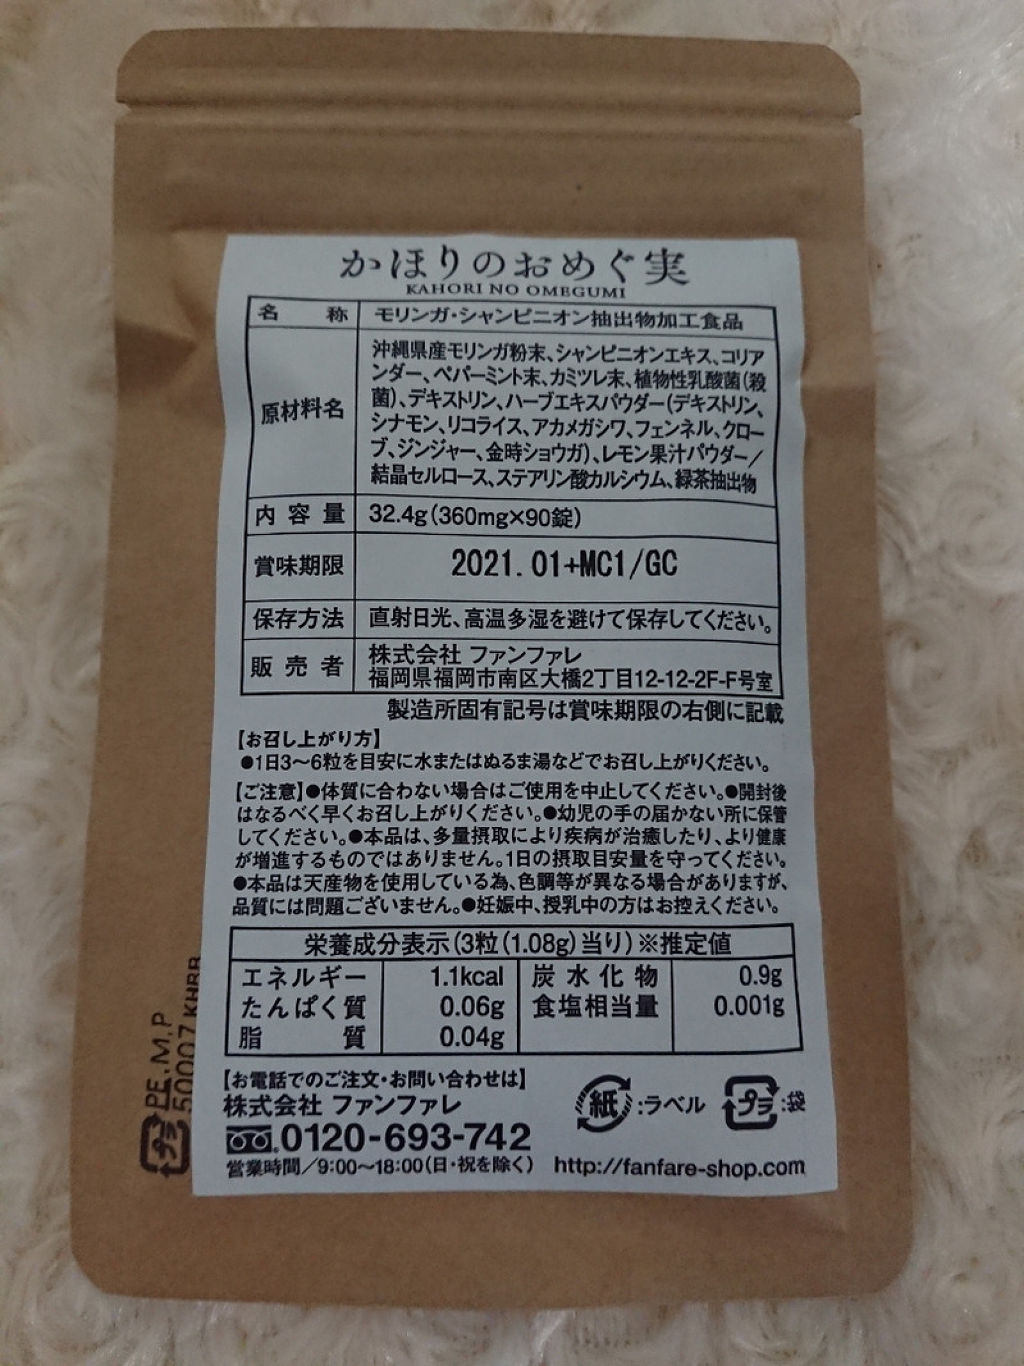 かほりのおめぐ実
KAHORI NO OMEGUMI
名称 モリンガ・シャンピニオン抽出物加工食品
原材料名
沖縄県産モリンガ粉末、シャンピニオンエキス、コリア
ンダー、ペパーミント末、カミツレ末、植物性乳酸菌(殺
菌)、デキストリン、ハーブエキスパウダー(デキストリン、
シナモン、リコライス、アカメガシワ、フェンネル、クロー
ブ、ジンジャー、金時ショウガ)、レモン果汁パウダー/
結晶セルロース、ステアリン酸カルシウム、緑茶抽出物
内容量 32.4g(360mg×90錠)
賞味期限 2021.01+MC1/GC
保存方法 直射日光、高温多湿を避けて保存してください。
販売者
株式会社 ファンファレ
福岡県福岡市南区大橋2丁目12-12-2F-F号室
製造所固有記号は賞味期限の右側に記載
【お召し上がり方】
●1日3〜6粒を目安に水またはぬるま湯などでお召し上がりください。
【ご注意】●体質に合わない場合はご使用を中止してください。●開封後
はなるべく早くお召し上がりください。●幼児の手の届かない所に保管
してください。●本品は、多量摂取により疾病が治癒したり、より健康
が増進するものではありません。1日の摂取目安量を守ってください。
●本品は天産物を使用している為、色調等が異なる場合がありますが、
品質には問題ございません。●妊娠中、授乳中の方はお控えください。
栄養成分表示(3粒(1.08g)当り)※推定値
エネルギー 1.1kcal 炭水化物 0.9g
たんぱく質 0.06g 食塩相当量 0.001g
脂質 0.04g
【お電話でのご注文・お問い合わせは】
株式会社 ファンファレ
0120-693-742
営業時間/9:00〜18:00(日・祝を除く)
紙:ラベル プラ:袋
http://fanfare-shop.com
プラ PE,M,P
50007 KHBB